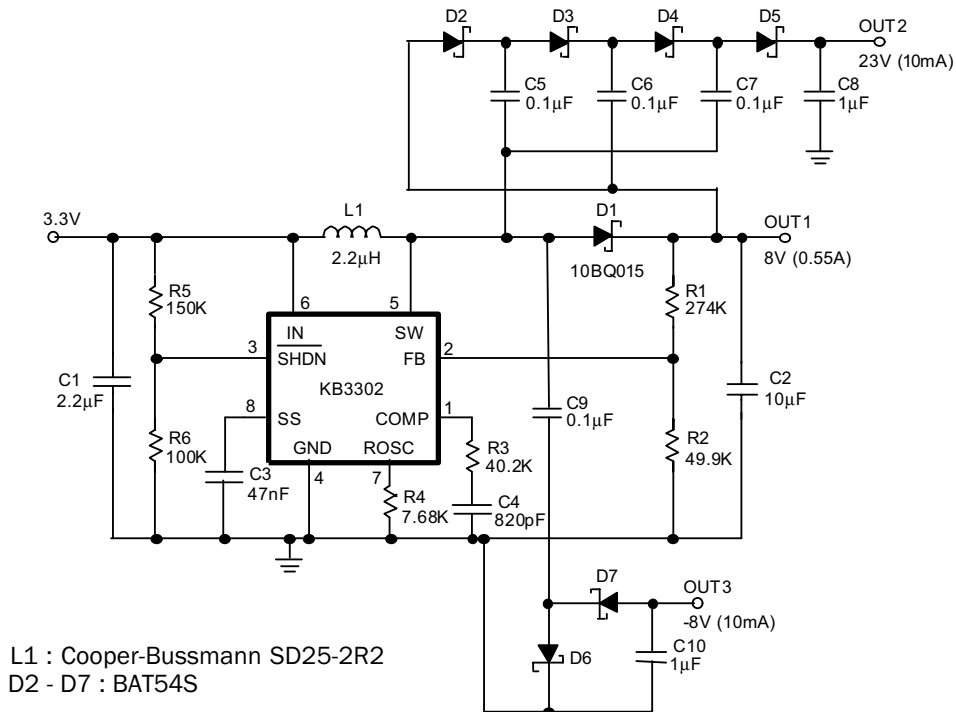 D2
D3
D4
D5
OUT2
23V (10mA)
C5
0.1μF
C6
0.1μF
C7
0.1μF
C8
1μF
3.3V
L1
2.2μH
D1
10BQ015
OUT1
8V (0.55A)
R5
150K
R1
274K
6
5
IN
SW
3
SHDN
FB
2
KB3302
C1
2.2μF
C2
10μF
8
SS
COMP
1
C9
0.1μF
R6
100K
GND
ROSC
R3
40.2K
R2
49.9K
C3
47nF
4
7
R4
7.68K
C4
820pF
D7
OUT3
-8V (10mA)
D6
C10
1μF
L1 : Cooper-Bussmann SD25-2R2
D2 - D7 : BAT54S